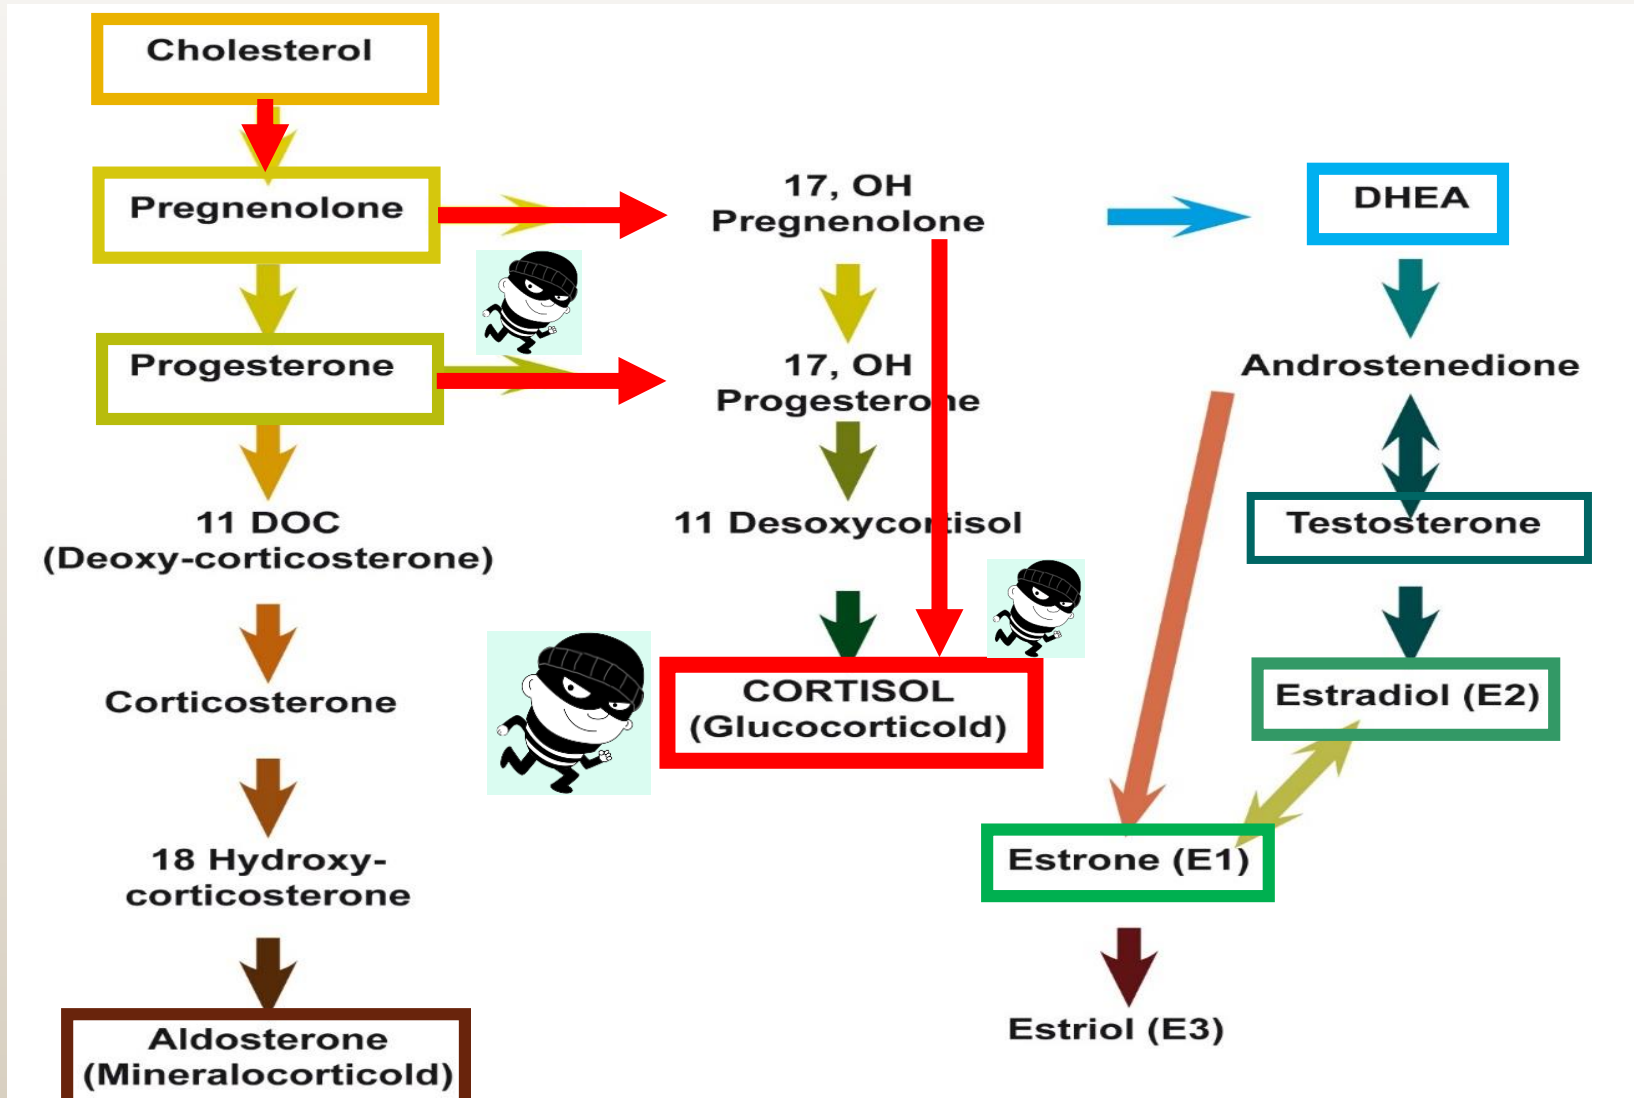 Cholesterol
Pregnenolone
Progesterone
11 DOC
(Deoxy-corticosterone)
Corticosterone
18 Hydroxy-
corticosterone
Aldosterone
(Mineralocorticold)
17, OH
Pregnenolone
17, OH
Progesterone
11 Desoxycortisol
CORTISOL
(Glucocorticold)
DHEA
Androstenedione
Testosterone
Estradiol (E2)
Estrone (E1)
Estriol (E3)